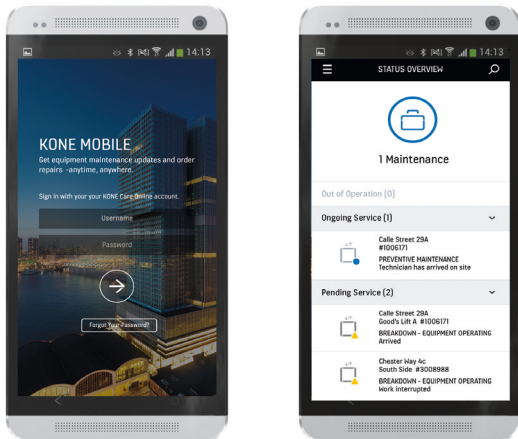 14:13
KONE MOBILE
Get equipment maintenance updates and order
repairs -anytime, anywhere.
Sign in with your your KONE Care Online account.
Username
Password
Forgot Your Password?
14:13
STATUS OVERVIEW
1 Maintenance
Out of Operation (0)
Ongoing Service (1)
Calle Street 29A
#1006171
PREVENTIVE MAINTENANCE
Technician has arrived on site
Pending Service (2)
Calle Street 29A
Good's Lift A #1006171
BREAKDOWN - EQUIPMENT OPERATING
Arrived
Chester Way 4c
South Side #3008988
BREAKDOWN - EQUIPMENT OPERATING
Work interrupted